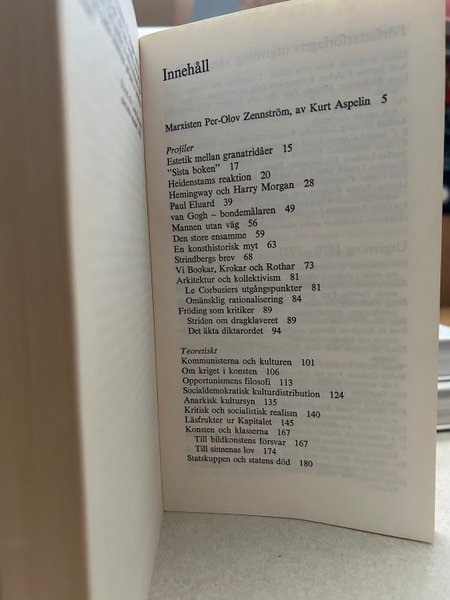 Innehåll
Marxisten Per-Olov Zennström, av Kurt Aspelin 5
Profiler
Estetik mellan granatridåer 15
"Sista boken" 17
Heidenstams reaktion 20
Hemingway och Harry Morgan 28
Paul Eluard 39
van Gogh – bondemålaren 49
Mannen utan väg 56
Den store ensamme 59
En konsthistorisk myt 63
Strindbergs brev 68
Vi Bookar, Krokar och Rothar 73
Arkitektur och kollektivism 81
Le Corbusiers utgångspunkter 81
Omänsklig rationalisering 84
Fröding som kritiker 89
Striden om dragklaveret 89
Det äkta diktarordet 94
Teoretiskt
Kommunisterna och kulturen 101
Om kriget i konsten 106
Opportunismens filosofi 113
Socialdemokratisk kulturdistribution 124
Anarkisk kultursyn 135
Kritisk och socialistisk realism 140
Läsfrukter ur Kapitalet 145
Konsten och klasserna 167
Till bildkonstens försvar 167
Till sinnenas lov 174
Statskuppen och statens död 180